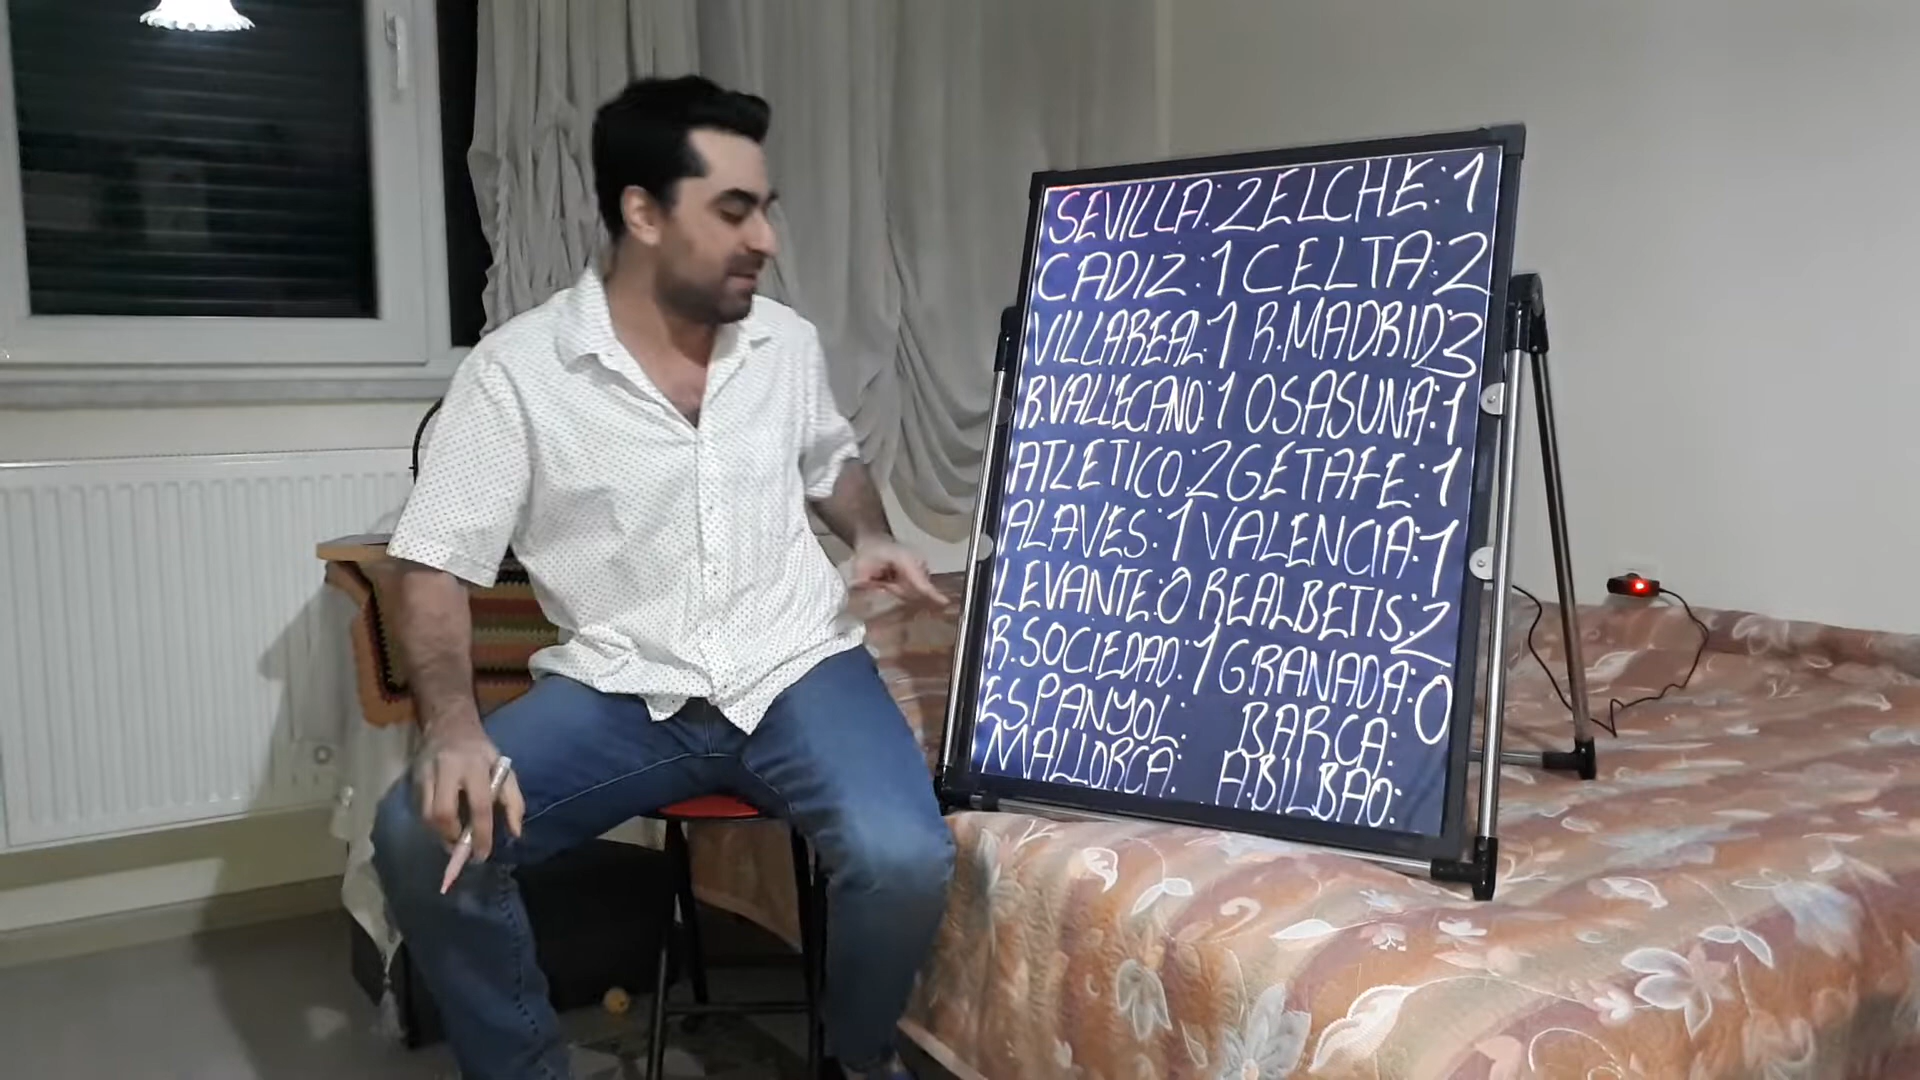 SEVILLA:2 ELCHE:1
CADIZ:1 CELTA:2
VILLAREAL:1 R.MADRID:3
R.VALLECANO:1 OSASUNA:1
ATLETICO:2 GETAFE:1
ALAVES:1 VALENCIA:1
LEVANTE:0 REALBETIS:2
R.SOCIEDAD:1 GRANADA:0
ESPANYOL: BARCA:
MALLORCA: A.BILBAO: